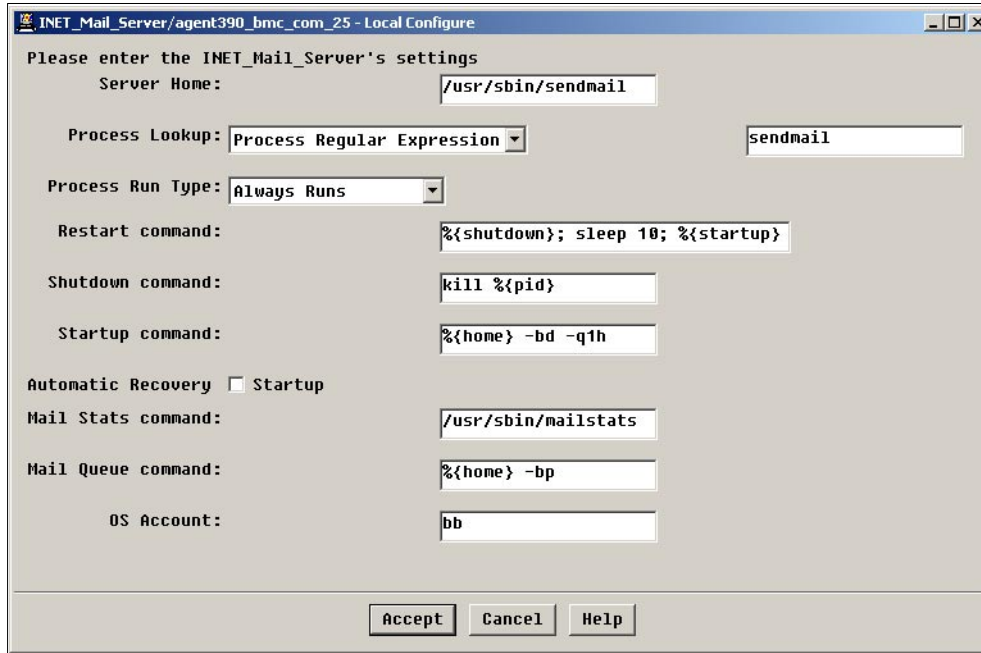 INET_Mail_Server/agent390_bmc_com_25 - Local Configure
Please enter the INET_Mail_Server's settings
Server Home: /usr/sbin/sendmail
Process Lookup: Process Regular Expression sendmail
Process Run Type: Always Runs
Restart command: %{shutdown}; sleep 10; %{startup}
Shutdown command: kill %{pid}
Startup command: %{home} -bd -q1h
Automatic Recovery Startup
Mail Stats command: /usr/sbin/mailstats
Mail Queue command: %{home} -bp
OS Account: bb
Accept Cancel Help